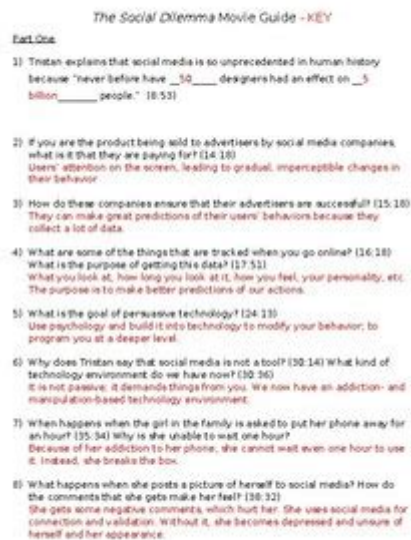 The Social Dilemma Movie Guide - KEY
Part One
1) Tristan explains that social media is so unprecedented in human history
because "never before have __50_____ designers had an effect on __5
billion_______ people." (8:53)
2) If you are the product being sold to advertisers by social media companies,
what is it that they are paying for? (14:18)
Users' attention on the screen, leading to gradual, imperceptible changes in
their behavior
3) How do these companies ensure that their advertisers are successful? (15:18)
They can make great predictions of their users' behaviors because they
collect a lot of data.
4) What are some of the things that are tracked when you go online? (16:18)
What is the purpose of getting this data? (17:51)
What you look at, how long you look at it, how you feel, your personality, etc.
The purpose is to make better predictions of our actions.
5) What is the goal of persuasive technology? (24:13)
Use psychology and build it into technology to modify your behavior; to
program you at a deeper level.
6) Why does Tristan say that social media is not a tool? (30:14) What kind of
technology environment do we have now? (30:36)
It is not passive; it demands things from you. We now have an addiction- and
manipulation-based technology environment.
7) When happens when the girl in the family is asked to put her phone away for
an hour? (35:34) Why is she unable to wait one hour?
Because of her addiction to her phone, she cannot wait even one hour to use
it. Instead, she breaks the box.
8) What happens when she posts a picture of herself to social media? How do
the comments that she gets make her feel? (38:32)
She gets some negative comments, which hurt her. She uses social media for
connection and validation. Without it, she becomes depressed and unsure of
herself and her appearance.